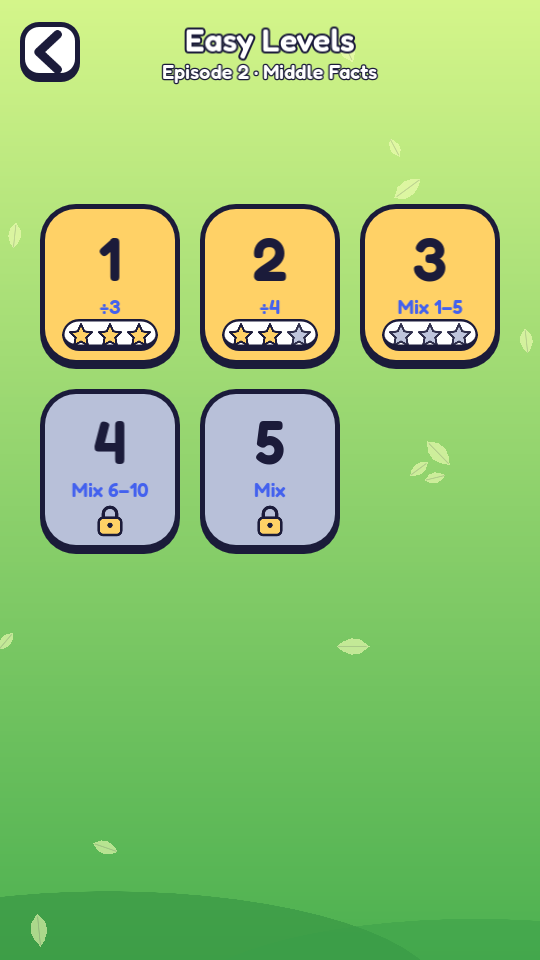 Easy Levels
Episode 2 · Middle Facts
1
÷3
2
÷4
3
Mix 1–5
4
Mix 6–10
5
Mix